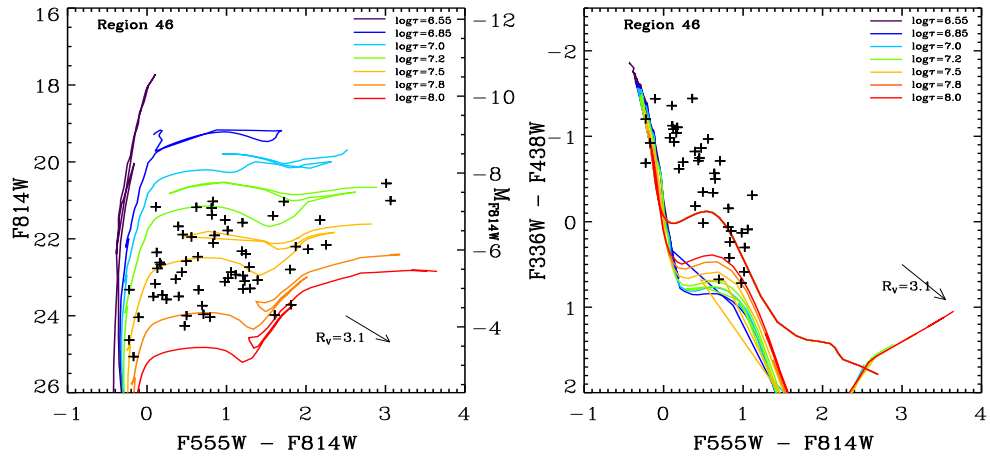 Region 46
logτ=6.55
logτ=6.85
logτ=7.0
logτ=7.2
logτ=7.5
logτ=7.8
logτ=8.0
16
18
20
22
24
26
F814W
−12
−10
−8
−6
−4
M_F814W
R_V=3.1
−1
0
1
2
3
4
F555W − F814W
Region 46
logτ=6.55
logτ=6.85
logτ=7.0
logτ=7.2
logτ=7.5
logτ=7.8
logτ=8.0
−2
−1
0
1
2
F336W − F438W
R_V=3.1
−1
0
1
2
3
4
F555W − F814W